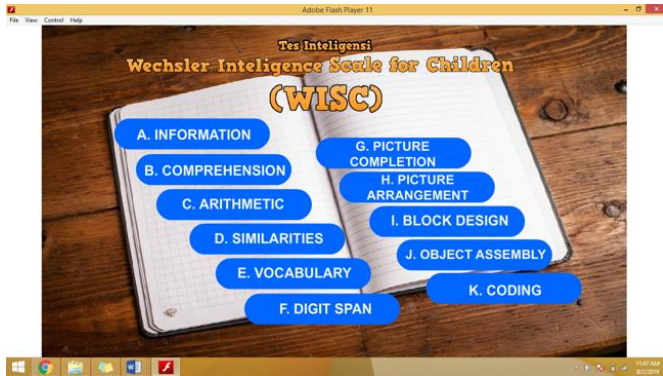 Adobe Flash Player 11
File View Control Help
Tes Inteligensi
Wechsler Inteligence Scale for Children
(WISC)
A. INFORMATION
B. COMPREHENSION
C. ARITHMETIC
D. SIMILARITIES
E. VOCABULARY
F. DIGIT SPAN
G. PICTURE
COMPLETION
H. PICTURE
ARRANGEMENT
I. BLOCK DESIGN
J. OBJECT ASSEMBLY
K. CODING
11:47 AM